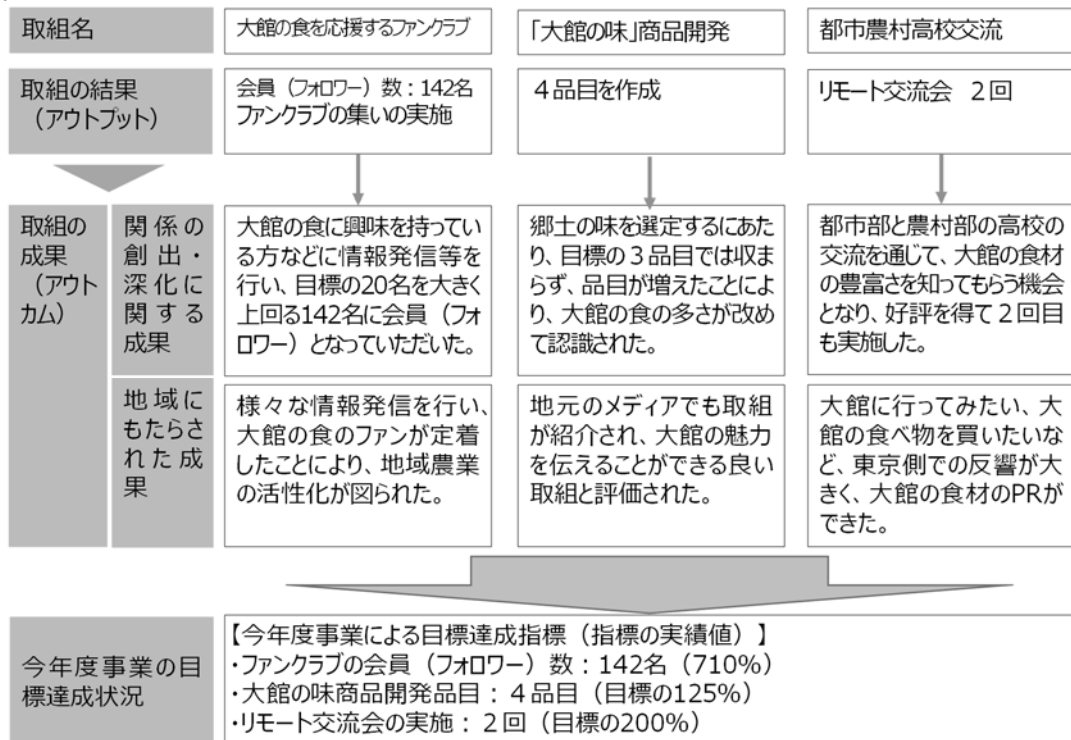 取組名
大館の食を応援するファンクラブ
「大館の味」商品開発
都市農村高校交流
取組の結果
（アウトプット）
会員（フォロワー）数：142名
ファンクラブの集いの実施
４品目を作成
リモート交流会　２回
取組の
成果
（アウト
カム）
関係の
創出・
深化に
関する
成果
大館の食に興味を持っている
方などに情報発信等を
行い、目標の20名を大きく
上回る142名に会員（フォ
ロワー）となっていただいた。
郷土の味を選定するにあた
り、目標の３品目では収ま
らず、品目が増えたことによ
り、大館の食の多さが改め
て認識された。
都市部と農村部の高校の
交流を通じて、大館の食材
の豊富さを知ってもらう機会
となり、好評を得て２回目
も実施した。
地域に
もたらさ
れた成
果
様々な情報発信を行い、
大館の食のファンが定着
したことにより、地域農業
の活性化が図られた。
地元のメディアでも取組
が紹介され、大館の魅力
を伝えることができる良い
取組と評価された。
大館に行ってみたい、大
館の食べ物を買いたいな
ど、東京側での反響が大
きく、大館の食材のPRが
できた。
今年度事業の目
標達成状況
【今年度事業による目標達成指標（指標の実績値）】
・ファンクラブの会員（フォロワー）数：142名（710%）
・大館の味商品開発品目：４品目（目標の125%）
・リモート交流会の実施：２回（目標の200%）